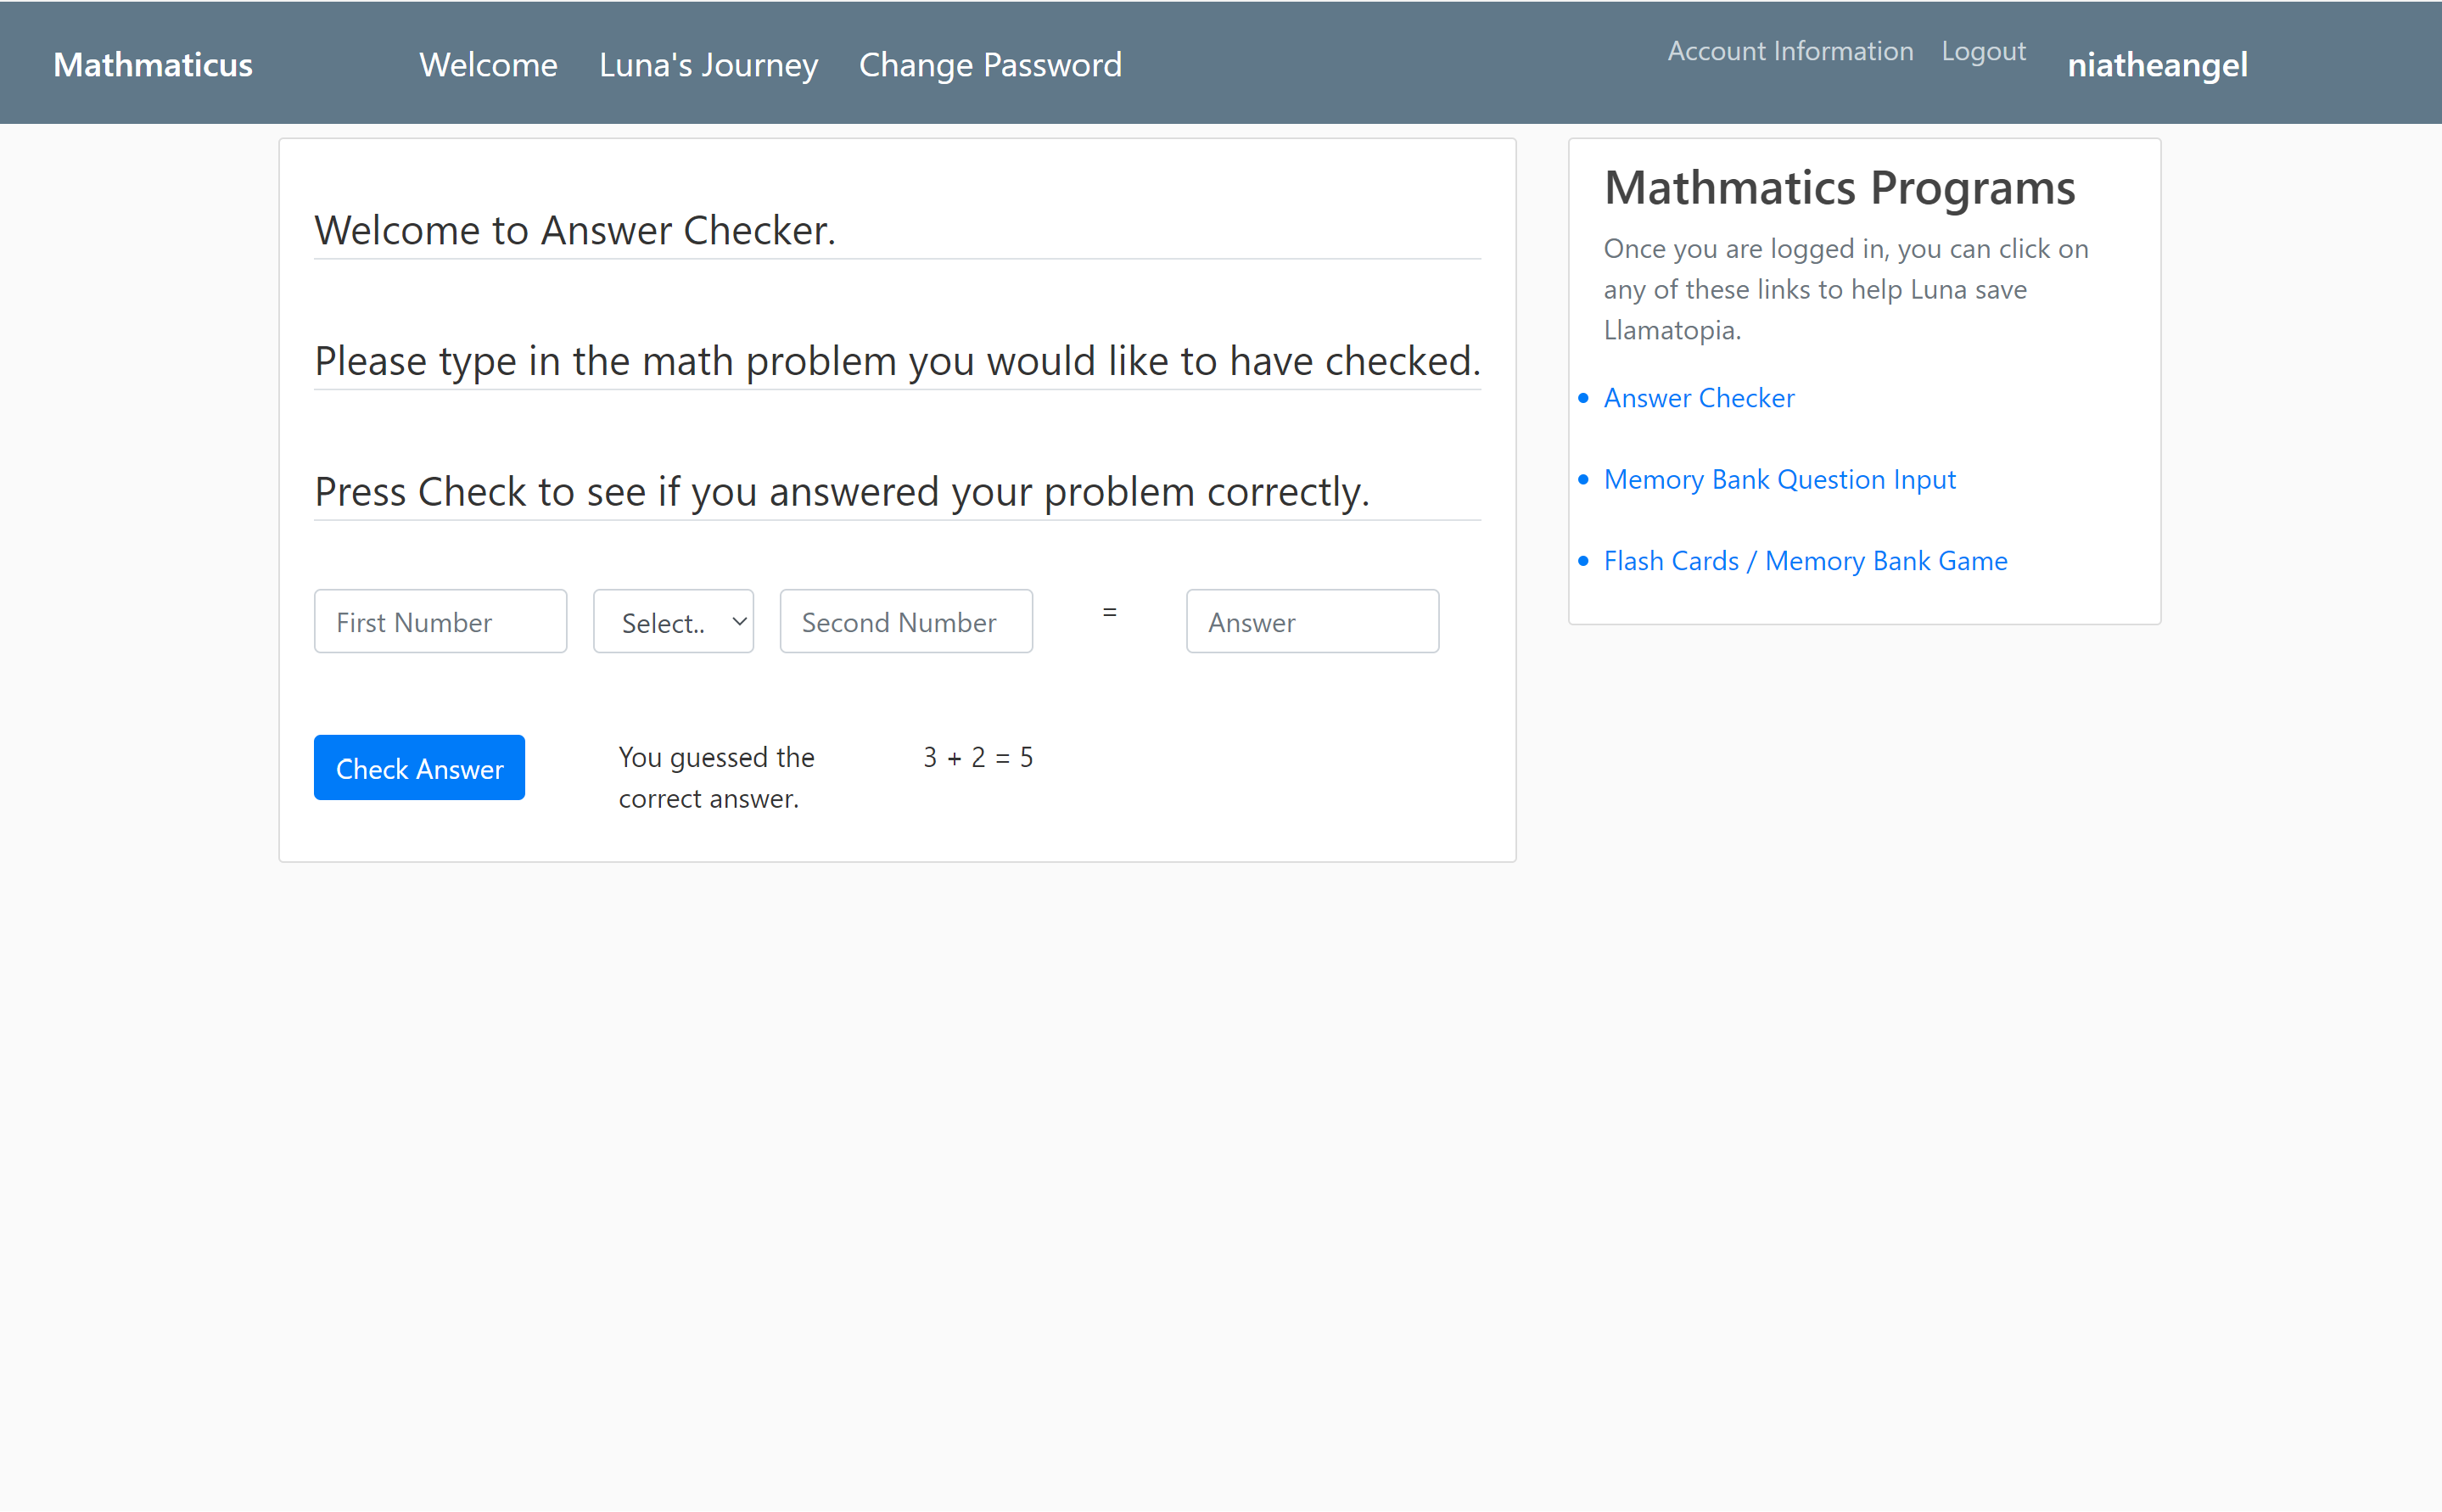 Mathmaticus
Welcome
Luna's Journey
Change Password
Account Information
Logout
niatheangel
Welcome to Answer Checker.
Please type in the math problem you would like to have checked.
Press Check to see if you answered your problem correctly.
First Number
Select..
Second Number
=
Answer
Check Answer
You guessed the
correct answer.
3 + 2 = 5
Mathmatics Programs
Once you are logged in, you can click on
any of these links to help Luna save
Llamatopia.
Answer Checker
Memory Bank Question Input
Flash Cards / Memory Bank Game